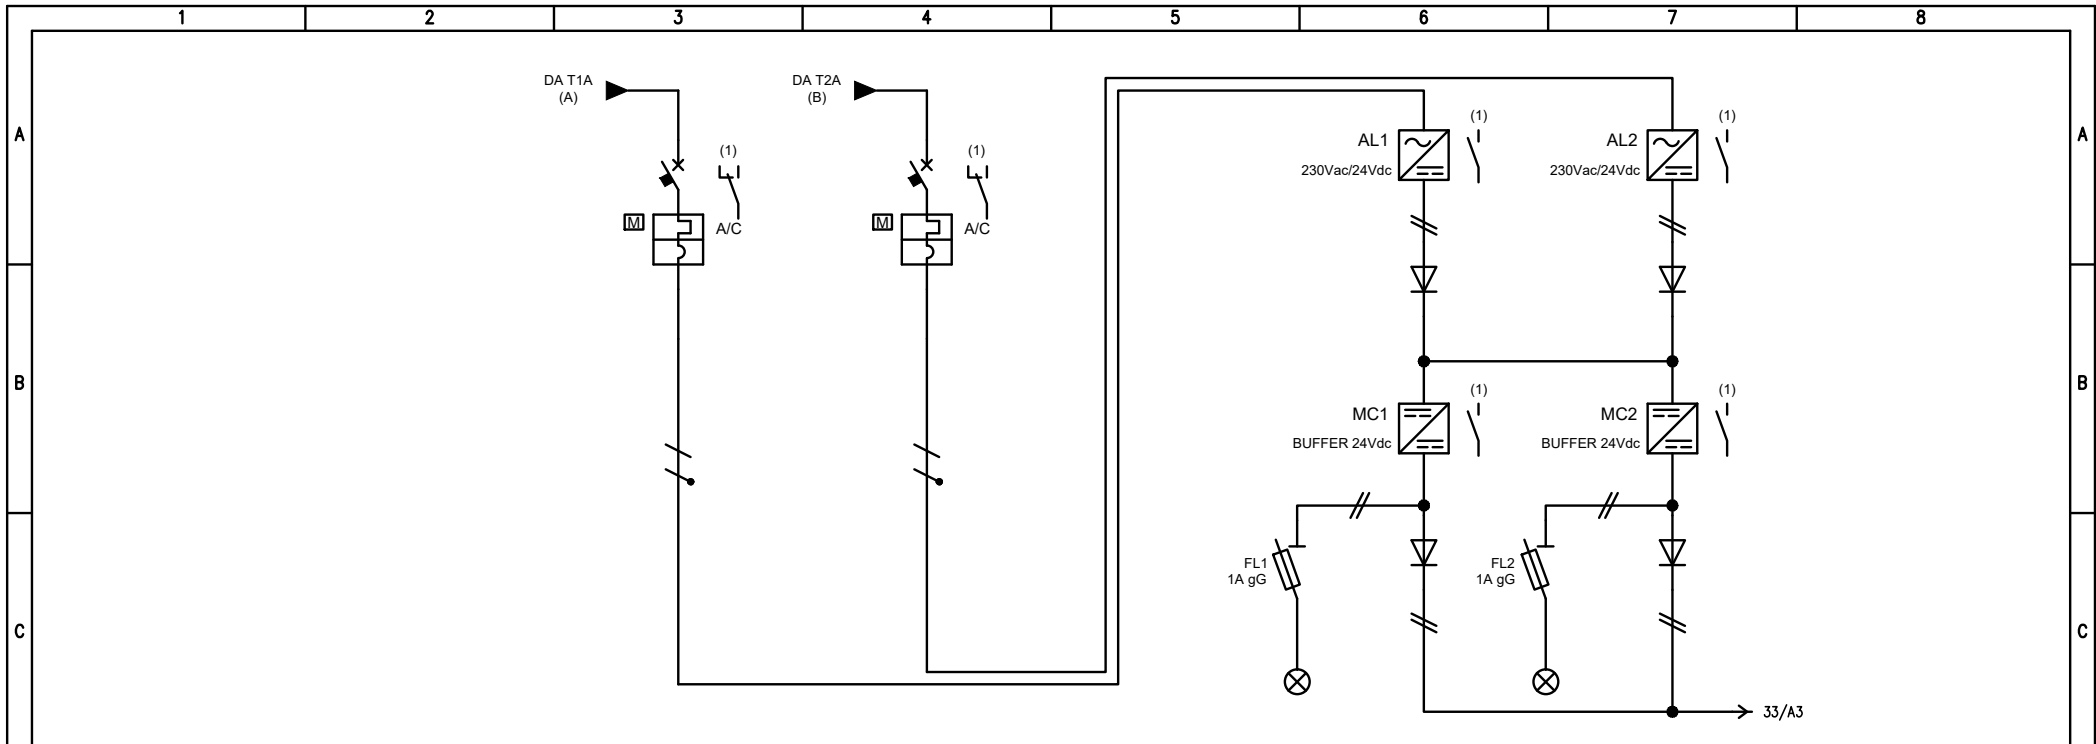 1 2 3 4 5 6 7 8
A
A
DA T1A
(A)
DA T2A
(B)
(1)
(1)
AL1
230Vac/24Vdc
(1)
AL2
230Vac/24Vdc
(1)
M
A/C
M
A/C
B
B
MC1
BUFFER 24Vdc
(1)
MC2
BUFFER 24Vdc
(1)
FL1
1A gG
FL2
1A gG
C
C
33/A3